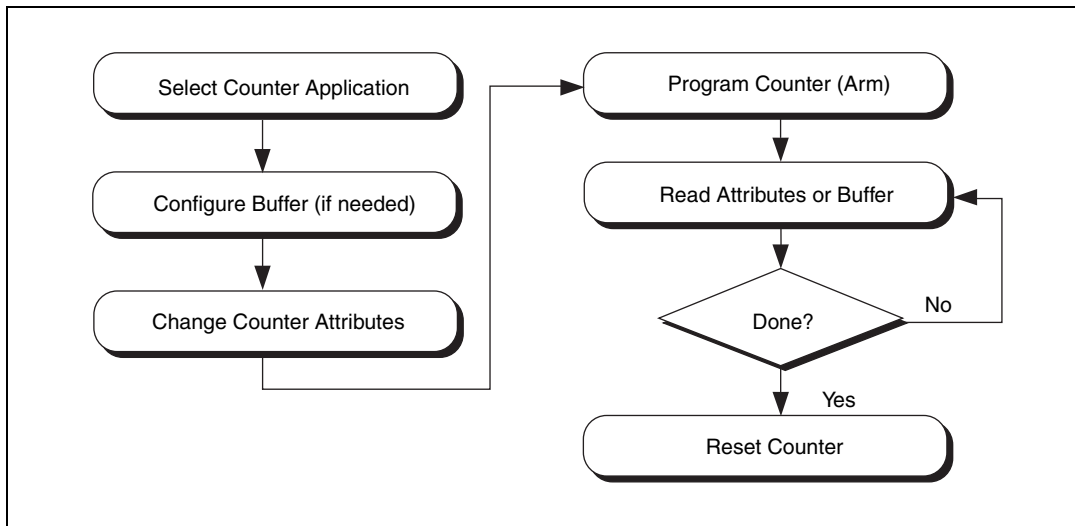 Select Counter Application
Configure Buffer (if needed)
Change Counter Attributes
Program Counter (Arm)
Read Attributes or Buffer
Done?
No
Yes
Reset Counter